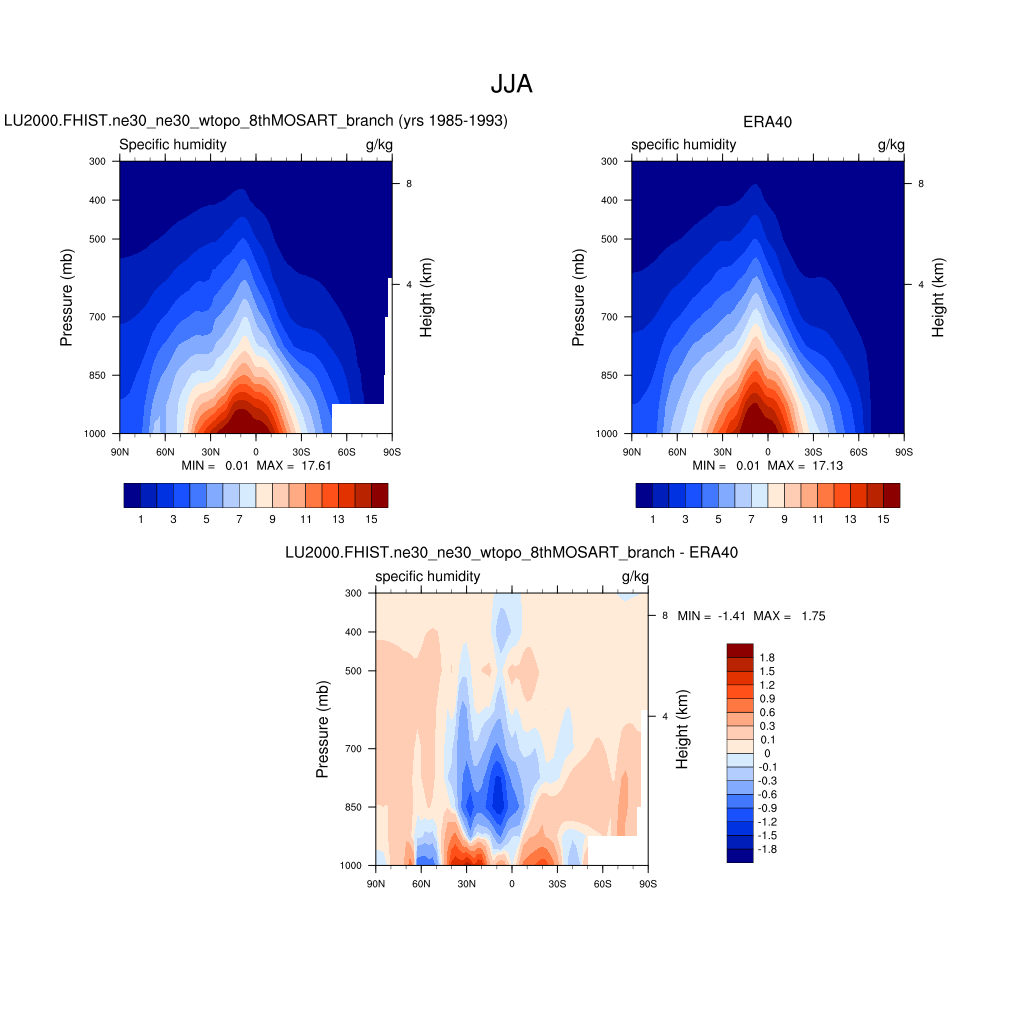 JJA
LU2000.FHIST.ne30_ne30_wtopo_8thMOSART_branch (yrs 1985-1993)
Specific humidity g/kg
300
400
500
700
850
1000
Pressure (mb)
8
4
Height (km)
90N 60N 30N 0 30S 60S 90S
MIN = 0.01 MAX = 17.61
1 3 5 7 9 11 13 15
ERA40
specific humidity g/kg
300
400
500
700
850
1000
Pressure (mb)
8
4
Height (km)
90N 60N 30N 0 30S 60S 90S
MIN = 0.01 MAX = 17.13
1 3 5 7 9 11 13 15
LU2000.FHIST.ne30_ne30_wtopo_8thMOSART_branch - ERA40
specific humidity g/kg
300
400
500
700
850
1000
Pressure (mb)
8
4
Height (km)
90N 60N 30N 0 30S 60S 90S
MIN = -1.41 MAX = 1.75
1.8
1.5
1.2
0.9
0.6
0.3
0.1
0
-0.1
-0.3
-0.6
-0.9
-1.2
-1.5
-1.8